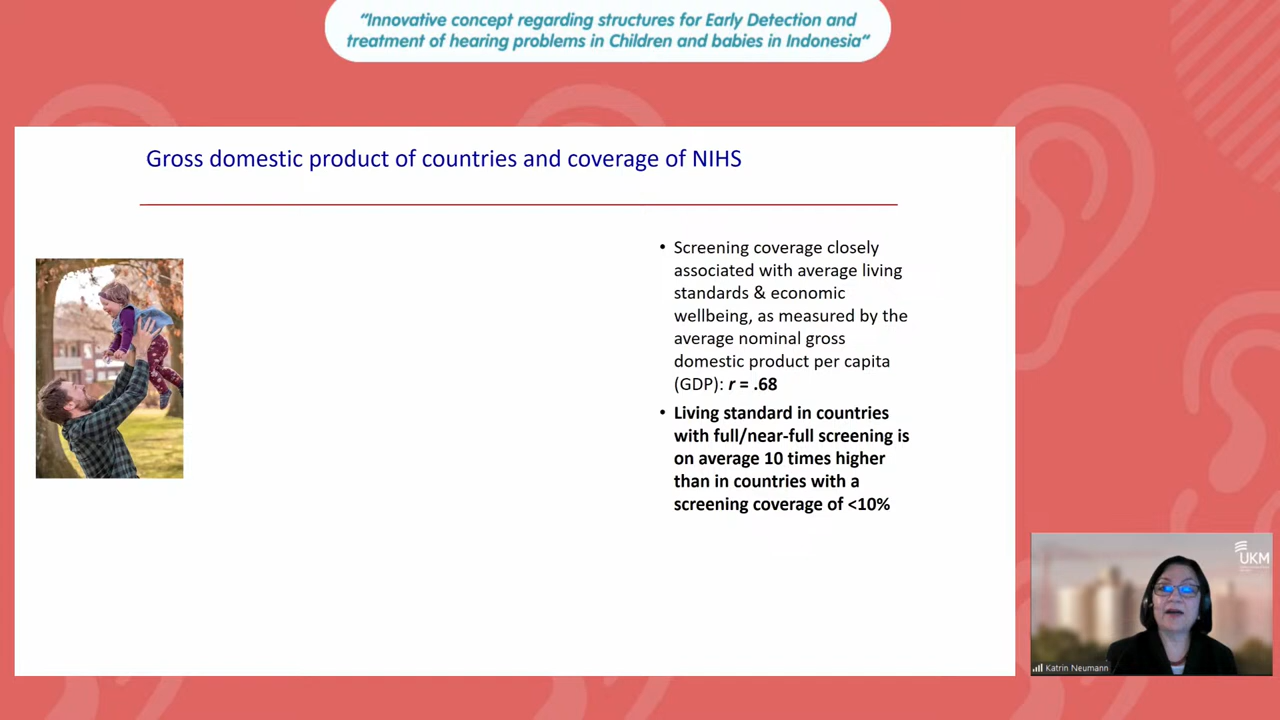 “Innovative concept regarding structures for Early Detection and
treatment of hearing problems in Children and babies in Indonesia“
Gross domestic product of countries and coverage of NIHS
• Screening coverage closely
associated with average living
standards & economic
wellbeing, as measured by the
average nominal gross
domestic product per capita
(GDP): r = .68
• Living standard in countries
with full/near-full screening is
on average 10 times higher
than in countries with a
screening coverage of <10%
UKM
Katrin Neumann